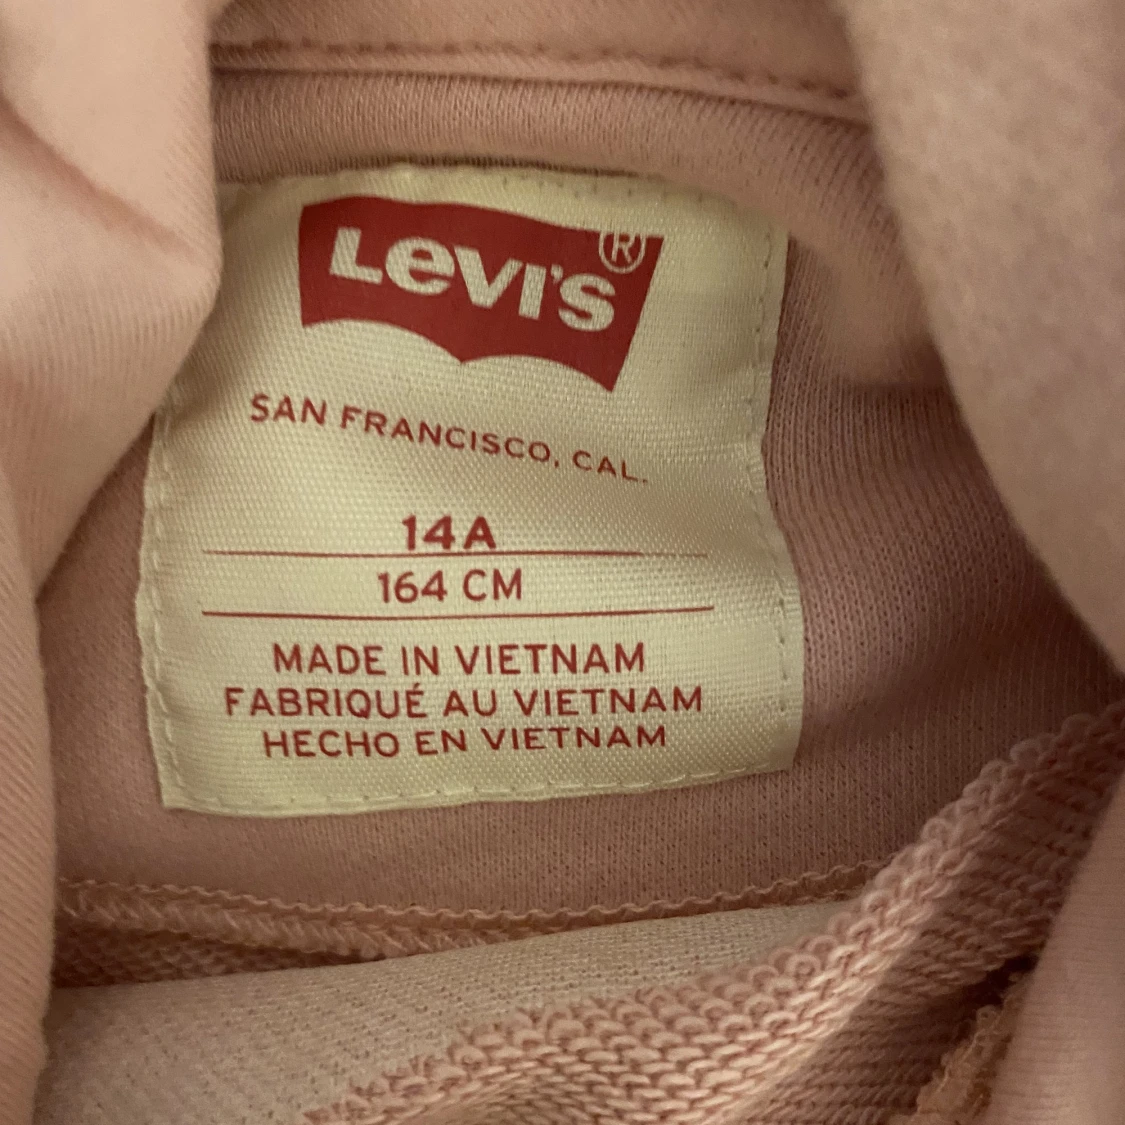 LEVI'S®
SAN FRANCISCO, CAL.
14A
164 CM
MADE IN VIETNAM
FABRIQUÉ AU VIETNAM
HECHO EN VIETNAM